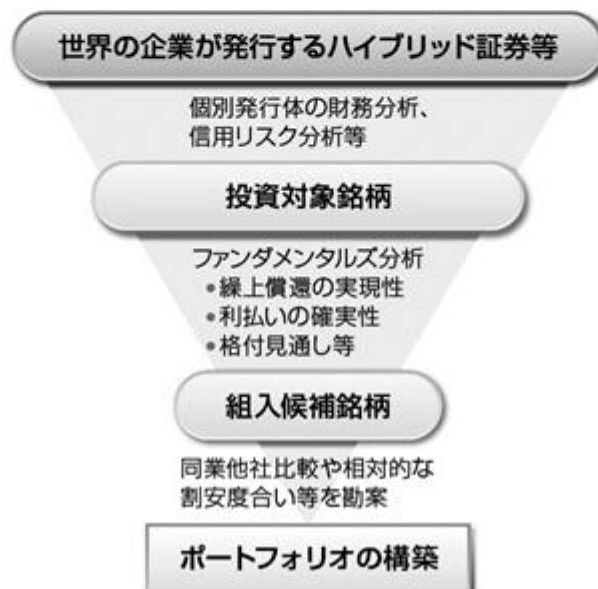 世界の企業が発行するハイブリッド証券等
個別発行体の財務分析、
信用リスク分析等
投資対象銘柄
ファンダメンタルズ分析
●繰上償還の実現性
●利払いの確実性
●格付見通し等
組入候補銘柄
同業他社比較や相対的な
割安度合い等を勘案
ポートフォリオの構築